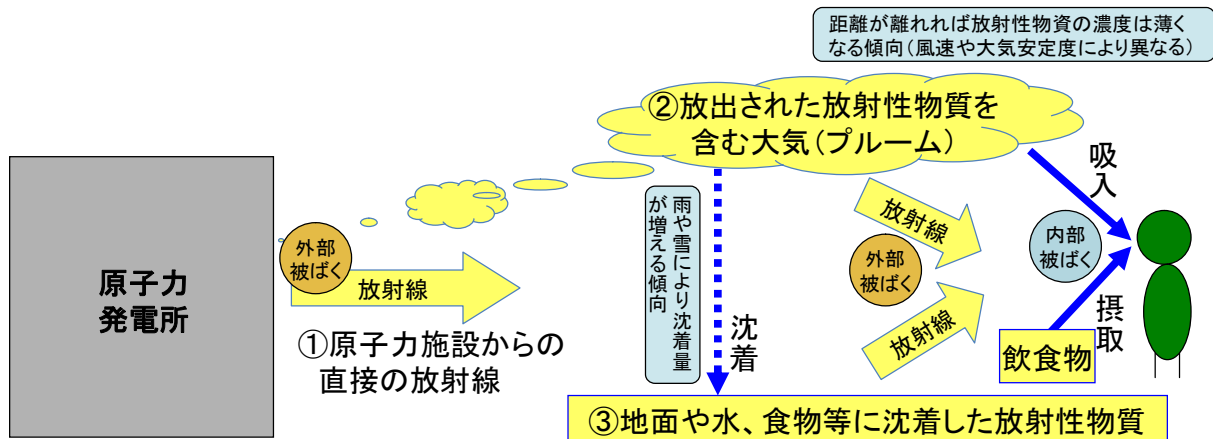 距離が離れれば放射性物資の濃度は薄く
なる傾向(風速や大気安定度により異なる)
②放出された放射性物質を
含む大気(プルーム)
吸入
雨や雪により沈着量
が増える傾向
放射線
外部
被ばく
内部
被ばく
外部
被ばく
放射線
原子力
発電所
①原子力施設からの
直接の放射線
沈着
放射線
摂取
飲食物
③地面や水、食物等に沈着した放射性物質